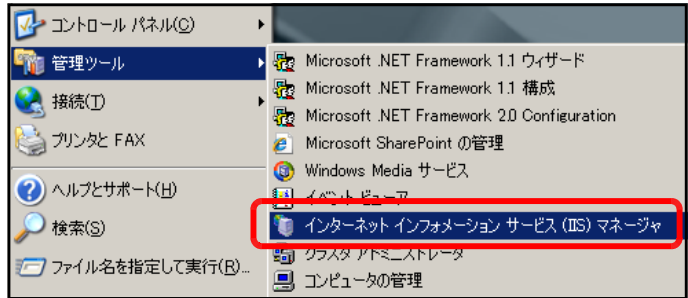 コントロール パネル(C)
管理ツール
接続(T)
プリンタと FAX
ヘルプとサポート(H)
検索(S)
ファイル名を指定して実行(R)...
Microsoft .NET Framework 1.1 ウィザード
Microsoft .NET Framework 1.1 構成
Microsoft .NET Framework 2.0 Configuration
Microsoft SharePoint の管理
Windows Media サービス
イベント ビューア
インターネット インフォメーション サービス (IIS) マネージャ
クラスタ アドミニストレータ
コンピュータの管理